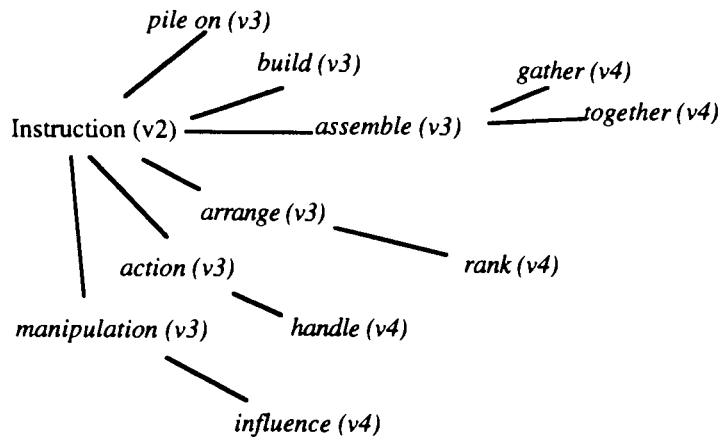 pile on (v3)
build (v3)
gather (v4)
together (v4)
Instruction (v2)
assemble (v3)
arrange (v3)
rank (v4)
action (v3)
handle (v4)
manipulation (v3)
influence (v4)